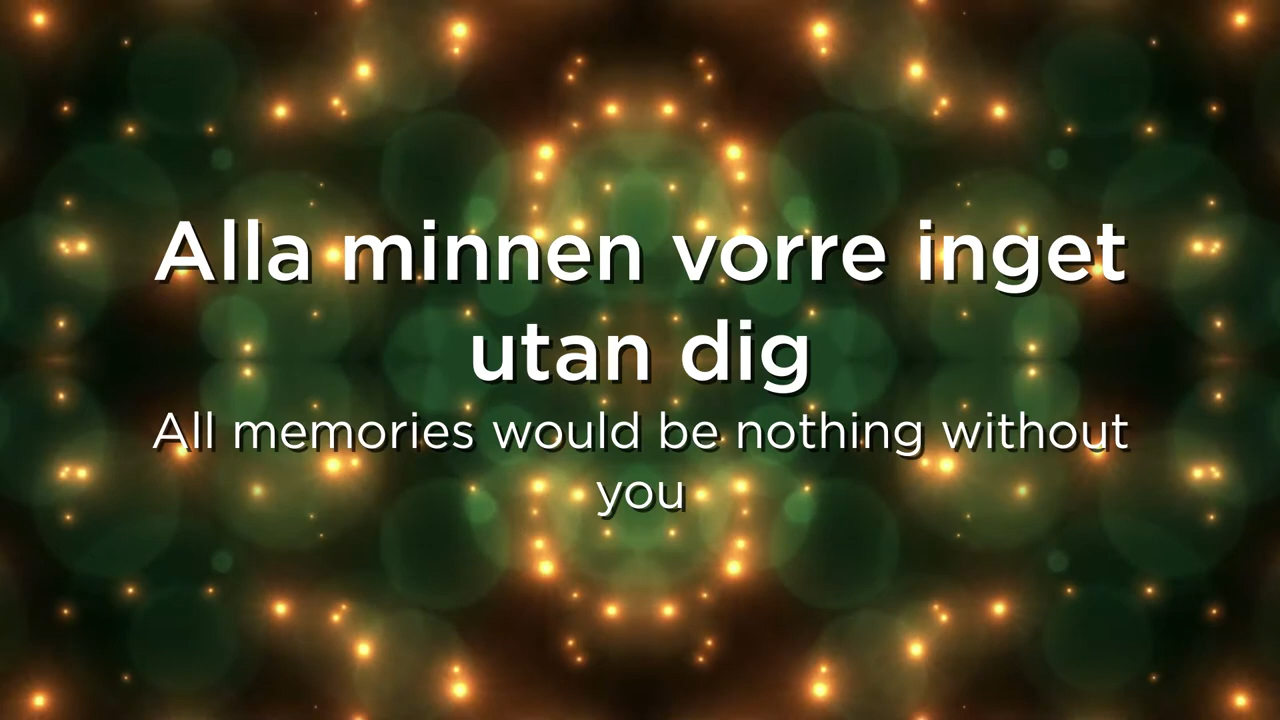 Alla minnen vorre inget
utan dig
All memories would be nothing without
you